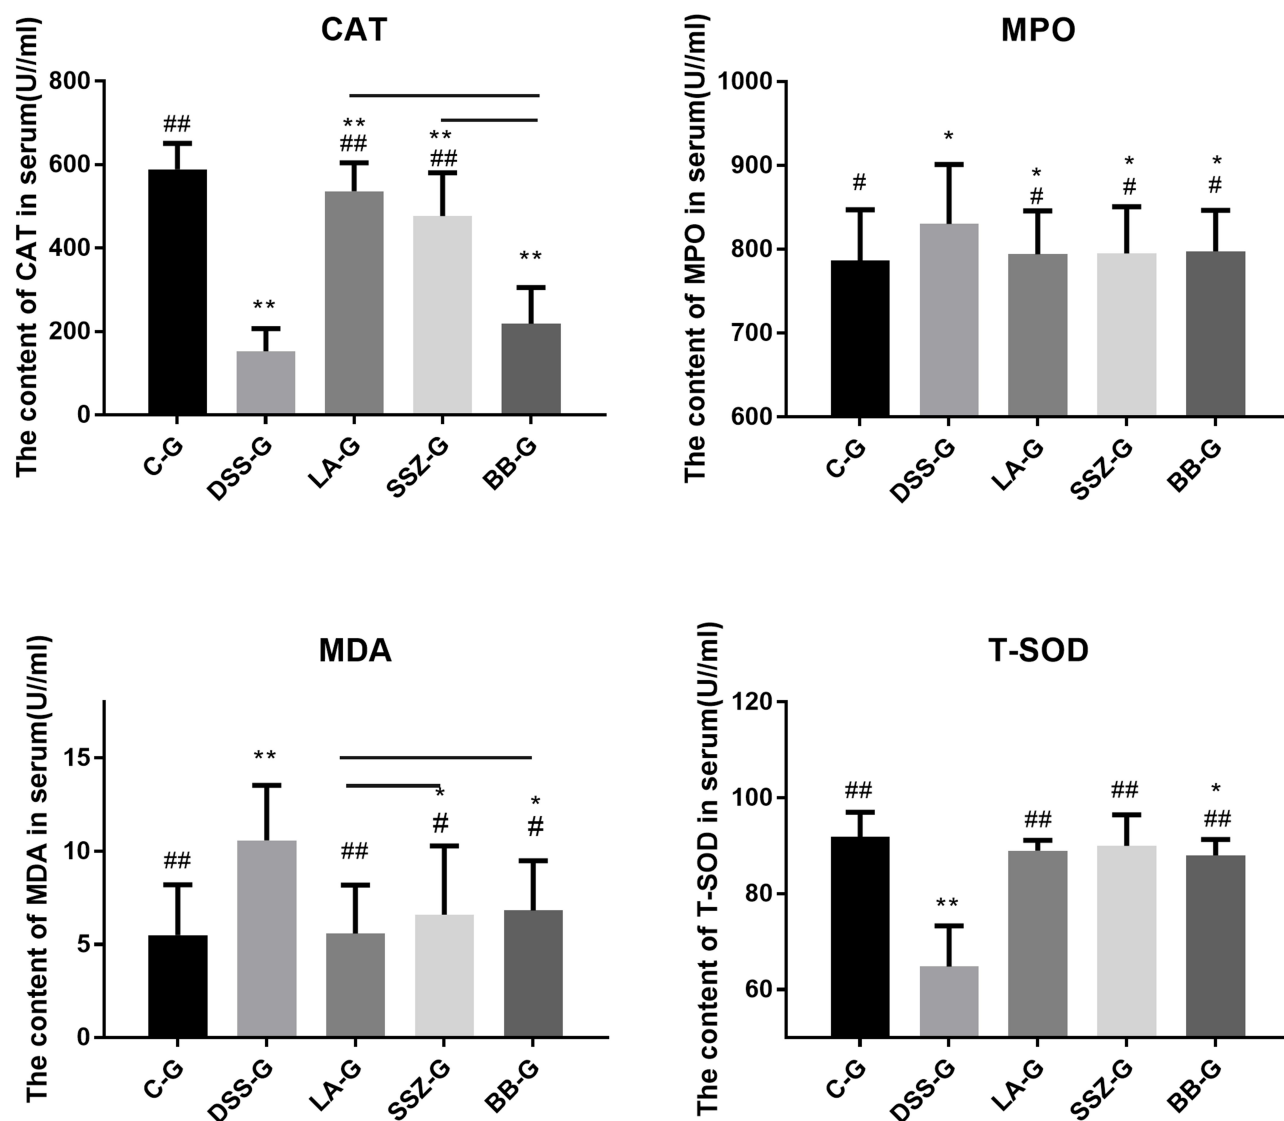 CAT
The content of CAT in serum(U//ml)
800
600
400
200
0
##
**
**
##
**
##
**
C-G
DSS-G
LA-G
SSZ-G
BB-G
MPO
The content of MPO in serum(U//ml)
1000
900
800
700
600
#
*
*
#
*
#
*
#
C-G
DSS-G
LA-G
SSZ-G
BB-G
MDA
The content of MDA in serum(U//ml)
15
10
5
0
##
**
##
*
#
*
#
C-G
DSS-G
LA-G
SSZ-G
BB-G
T-SOD
The content of T-SOD in serum(U//ml)
120
100
80
60
##
**
##
##
*
##
C-G
DSS-G
LA-G
SSZ-G
BB-G